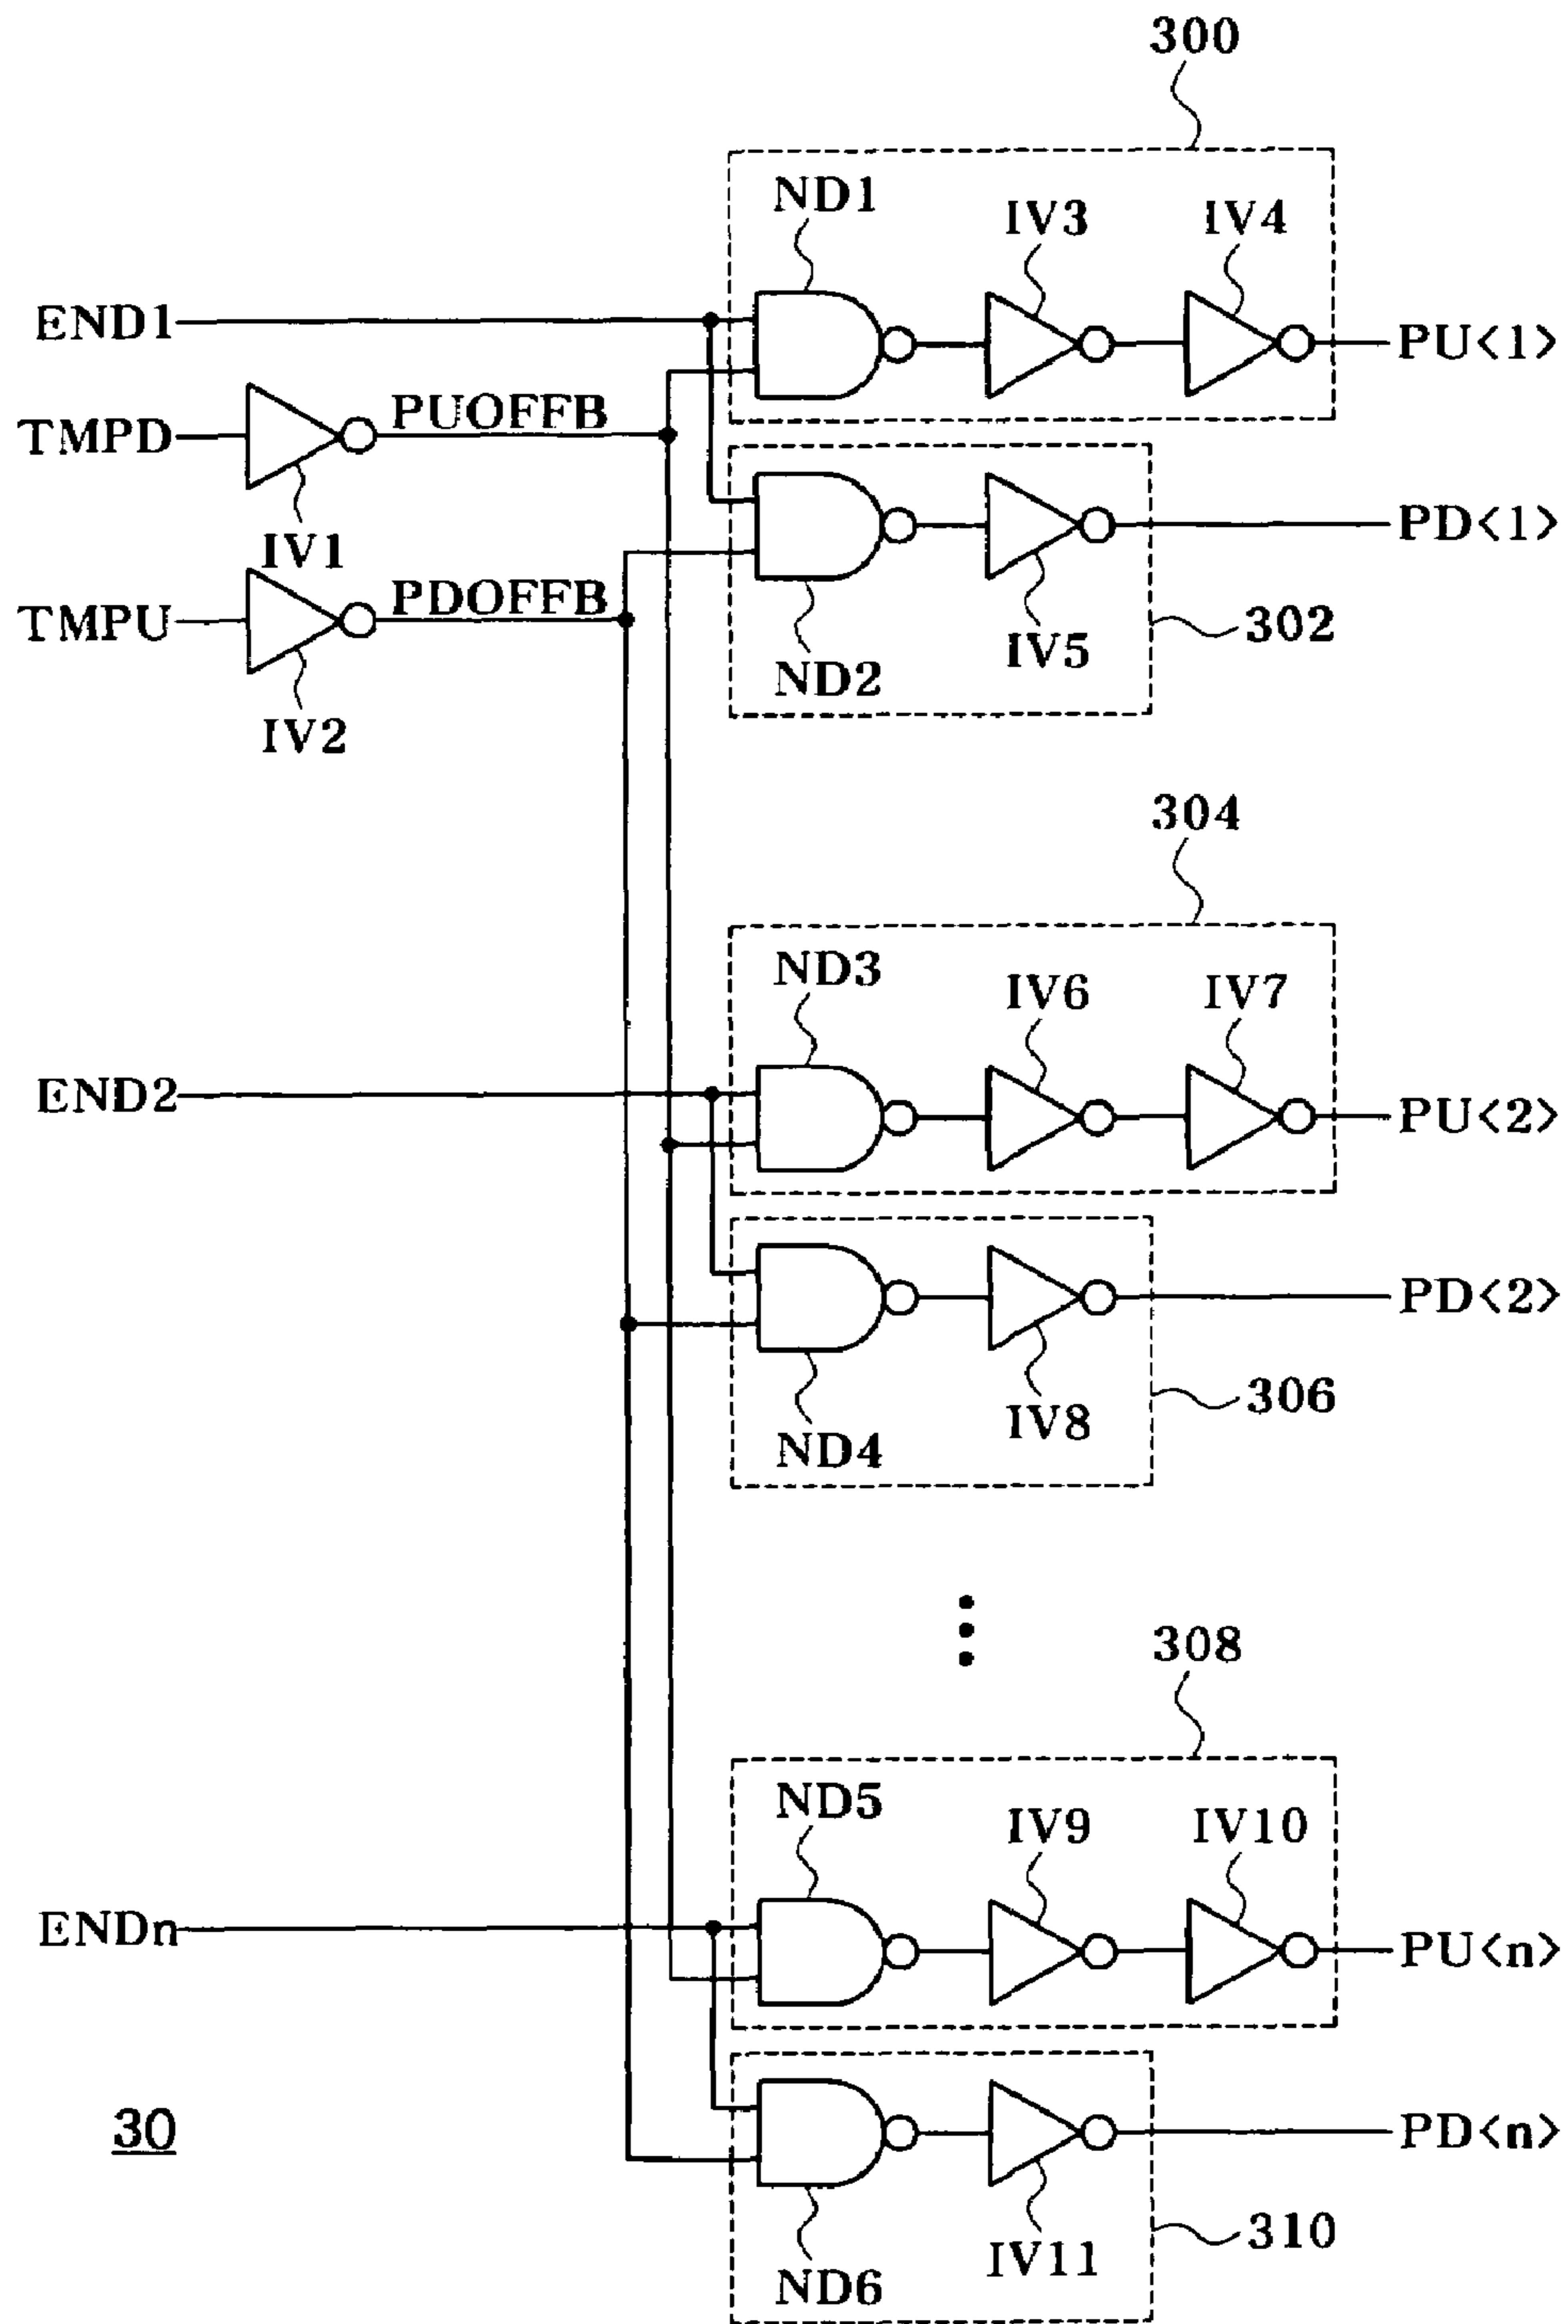 300
ND1
IV3
IV4
END1
PU<1>
TMPD
PUOFFB
IV1
PD<1>
TMPU
PDOFFB
302
IV5
ND2
IV2
304
ND3
IV6
IV7
END2
PU<2>
PD<2>
306
IV8
ND4
308
ND5
IV9
IV10
ENDn
PU<n>
30
PD<n>
310
IV11
ND6